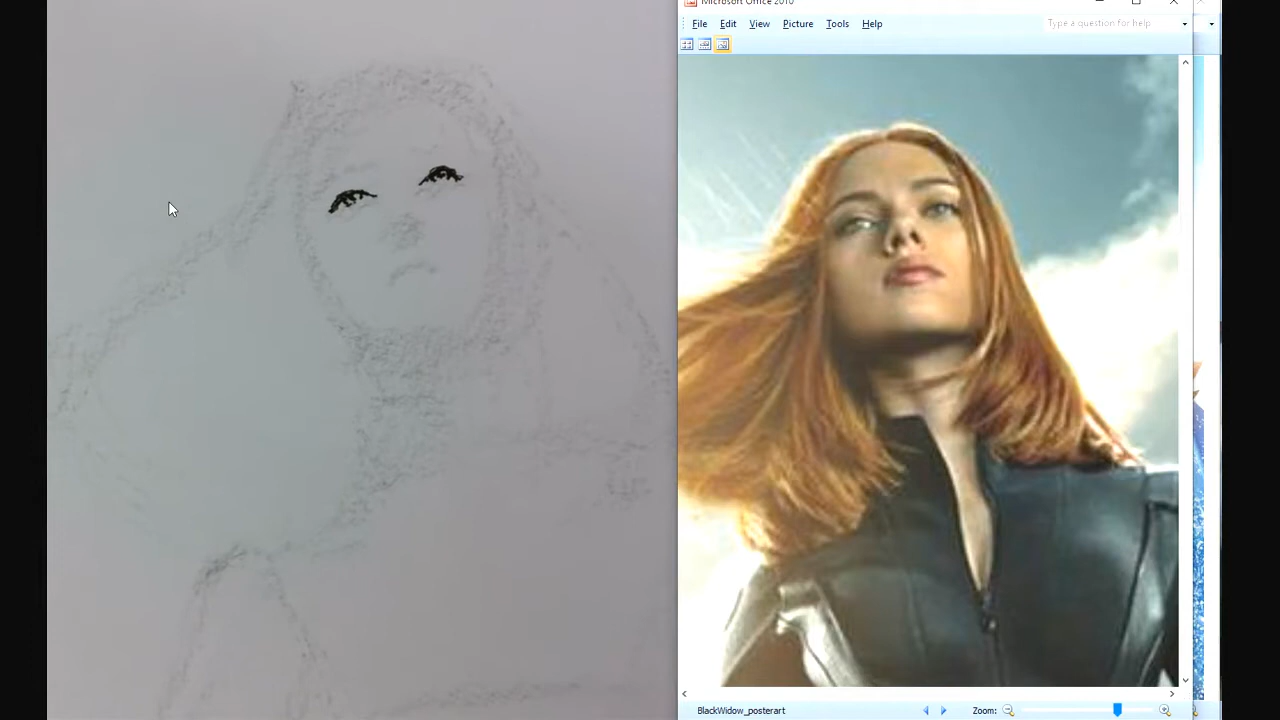 Microsoft Office 2010
File Edit View Picture Tools Help
Type a question for help
BlackWidow_posterart
Zoom: